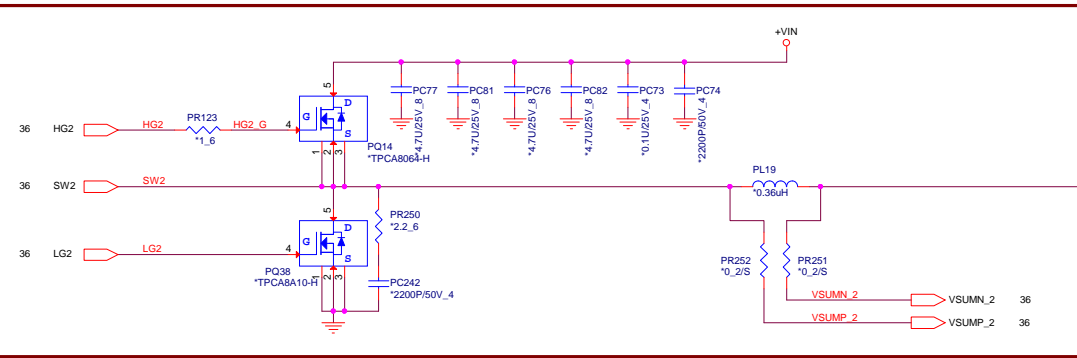 +VIN
PC77
*4.7U/25V_8
PC81
*4.7U/25V_8
PC76
*4.7U/25V_8
PC82
*4.7U/25V_8
PC73
*0.1U/25V_4
PC74
*2200P/50V_4
5
D
G
S
36 HG2 HG2 PR123 HG2_G 4
*1_6
1 2 3
PQ14
*TPCA8064-H
36 SW2 SW2
PL19
*0.36uH
5
D
G
S
PR250
*2.2_6
36 LG2 LG2 4
1 2 3
PQ38
*TPCA8A10-H
PC242
*2200P/50V_4
PR252 PR251
*0_2/S *0_2/S
VSUMN_2 VSUMN_2 36
VSUMP_2 VSUMP_2 36